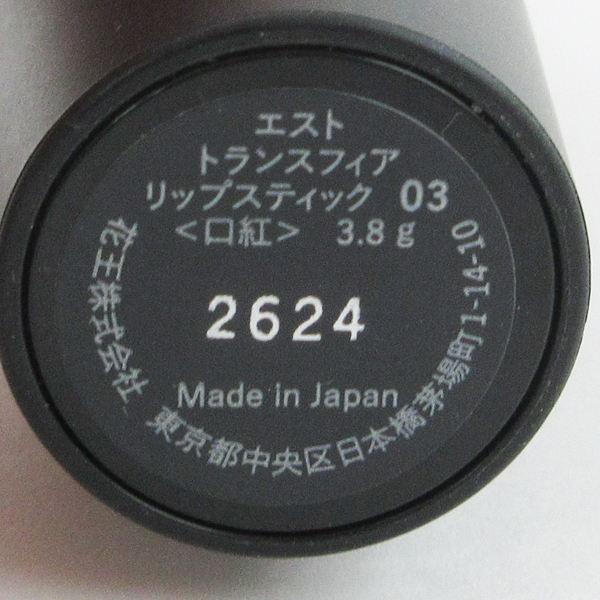 エスト
トランスフィア
リップスティック 03
<口紅> 3.8g
2624
Made in Japan
花王株式会社 東京都中央区日本橋茅場町1-14-10